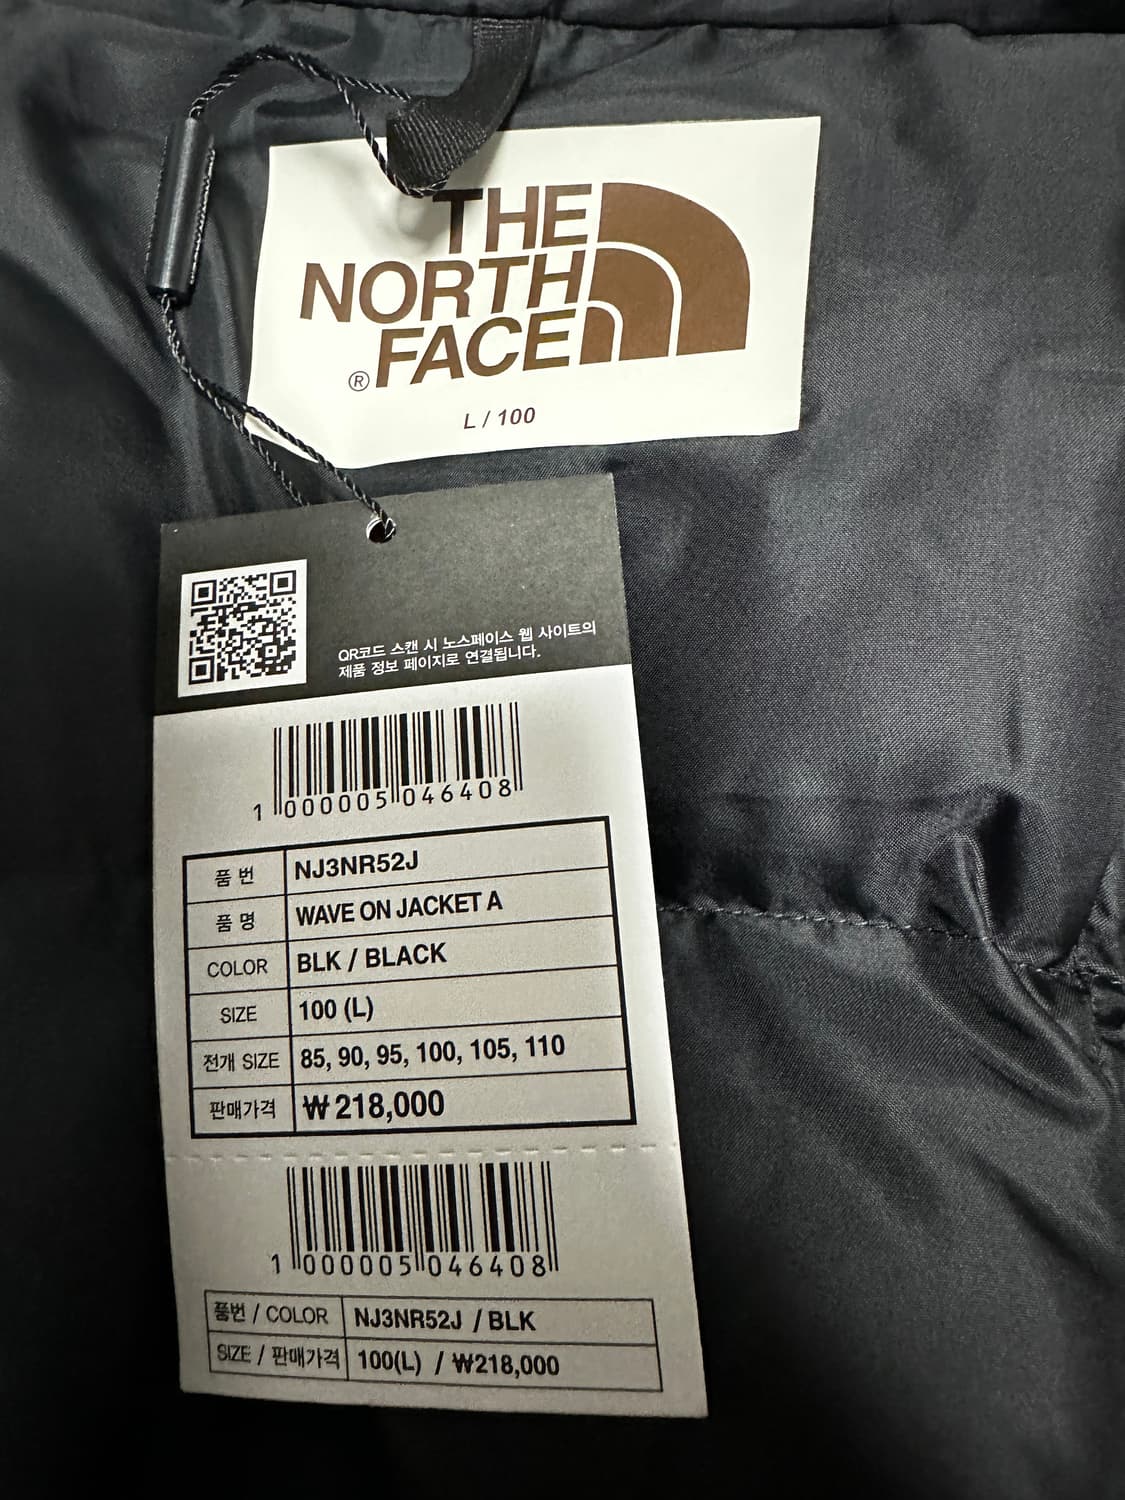 THE
NORTH
FACE
®
L / 100
QR코드 스캔 시 노스페이스 웹 사이트의
제품 정보 페이지로 연결됩니다.
1 000005 046408
품 번 NJ3NR52J
품 명 WAVE ON JACKET A
COLOR BLK / BLACK
SIZE 100 (L)
전개 SIZE 85, 90, 95, 100, 105, 110
판매가격 ₩ 218,000
1 000005 046408
품번 / COLOR NJ3NR52J / BLK
SIZE / 판매가격 100(L) / ₩218,000